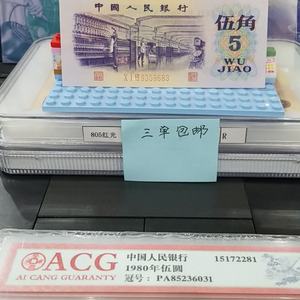 中国人民银行
伍角
5
WU
JIAO
805红光
三单包邮
R
ACG
AI CANG GUARANTY
中国人民银行
15172281
1980年伍圆
冠号：PA85236031